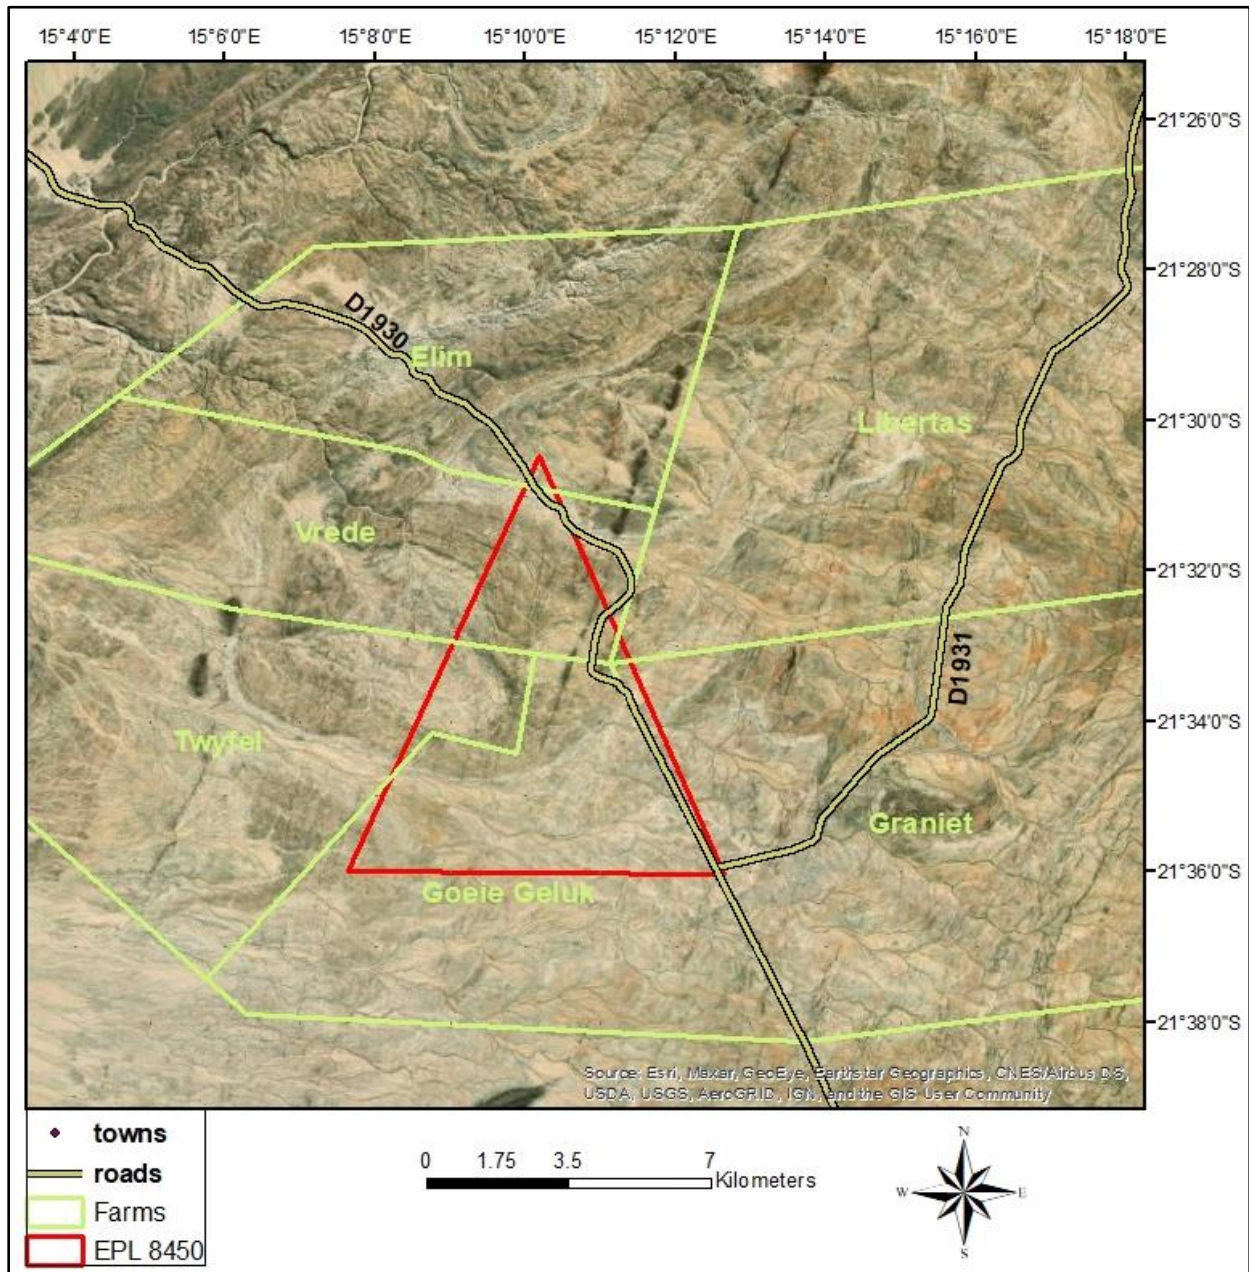 15°4'0"E 15°6'0"E 15°8'0"E 15°10'0"E 15°12'0"E 15°14'0"E 15°16'0"E 15°18'0"E
21°26'0"S
21°28'0"S
D1930
Elim
21°30'0"S
Libertas
Vrede
21°32'0"S
D1931
21°34'0"S
Twyfel
Graniet
21°36'0"S
Goeie Geluk
21°38'0"S
Source: Esri, Maxar, GeoEye, Earthstar Geographics, CNES/Airbus DS,
USDA, USGS, AeroGRID, IGN, and the GIS User Community
towns
roads
Farms
EPL 8450
0 1.75 3.5 7
Kilometers
N
W E
S